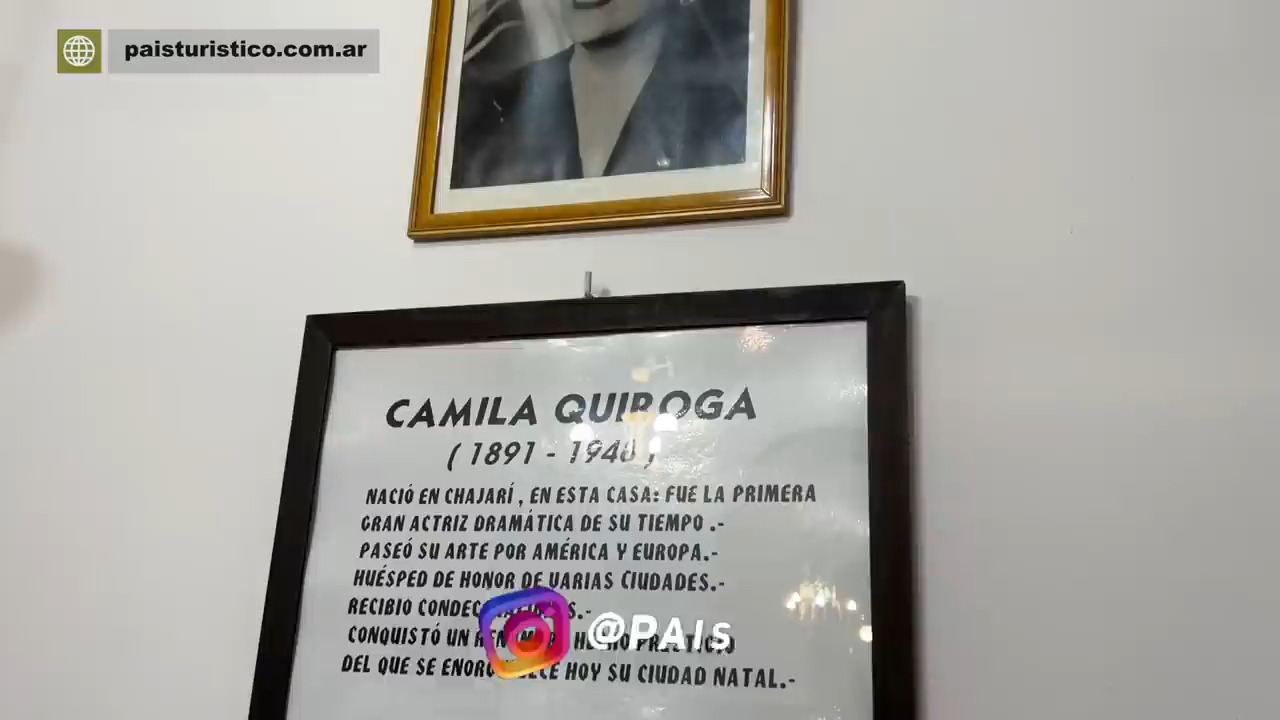 paisturistico.com.ar
CAMILA QUIROGA
( 1891 - 194 )
NACIÓ EN CHAJARÍ , EN ESTA CASA: FUE LA PRIMERA
GRAN ACTRIZ DRAMÁTICA DE SU TIEMPO .-
PASEÓ SU ARTE POR AMÉRICA Y EUROPA.-
HUÉSPED DE HONOR DE VARIAS CIUDADES.-
RECIBIO
CONQUISTÓ UN
@PAIS
DEL QUE SE HOY SU CIUDAD NATAL.-